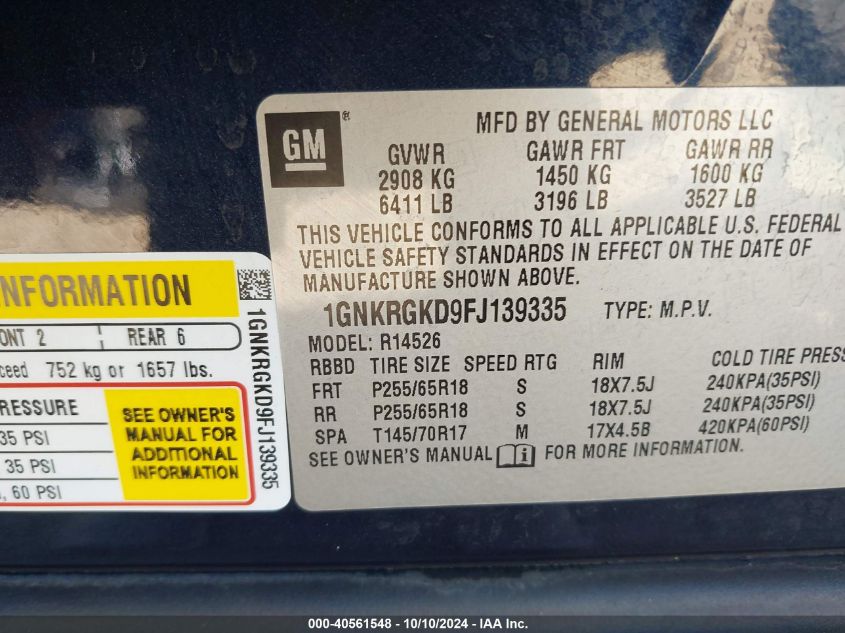 GM®
MFD BY GENERAL MOTORS LLC
GVWR GAWR FRT GAWR RR
2908 KG 1450 KG 1600 KG
6411 LB 3196 LB 3527 LB
THIS VEHICLE CONFORMS TO ALL APPLICABLE U.S. FEDERAL
VEHICLE SAFETY STANDARDS IN EFFECT ON THE DATE OF
MANUFACTURE SHOWN ABOVE.
1GNKRGKD9FJ139335 TYPE: M.P.V.
MODEL: R14526
RBBD TIRE SIZE SPEED RTG RIM COLD TIRE PRESS
FRT P255/65R18 S 18X7.5J 240KPA(35PSI)
RR P255/65R18 S 18X7.5J 240KPA(35PSI)
SPA T145/70R17 M 17X4.5B 420KPA(60PSI)
SEE OWNER'S MANUAL i FOR MORE INFORMATION.
NFORMATION
ONT 2 REAR 6
ceed 752 kg or 1657 lbs.
RESSURE
35 PSI
35 PSI
, 60 PSI
SEE OWNER'S
MANUAL FOR
ADDITIONAL
INFORMATION
1GNKRGKD9FJ139335
000-40561548 - 10/10/2024 - IAA Inc.